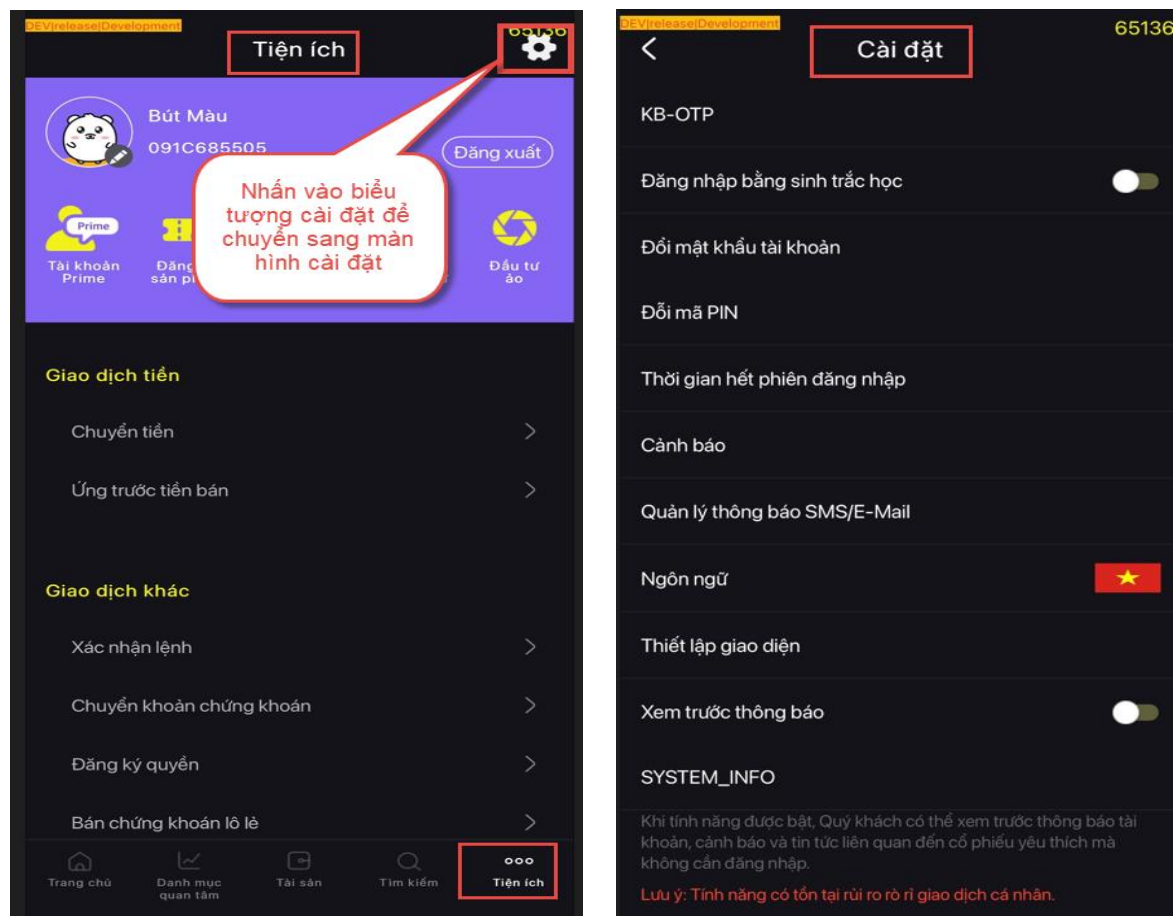 DEV|release|Development
65136
Tiện ích
Bút Màu
091C685505
Đăng xuất
Nhấn vào biểu
tượng cài đặt để
chuyển sang màn
hình cài đặt
Prime
Tài khoản
Prime
Đăng
sản
Đầu tư
ảo
Giao dịch tiền
Chuyển tiền
Ứng trước tiền bán
Giao dịch khác
Xác nhận lệnh
Chuyển khoản chứng khoán
Đăng ký quyền
Bán chứng khoán lô lẻ
Trang chủ
Danh mục
quan tâm
Tài sản
Tìm kiếm
Tiện ích
DEV|release|Development
65136
Cài đặt
KB-OTP
Đăng nhập bằng sinh trắc học
Đổi mật khẩu tài khoản
Đỗi mã PIN
Thời gian hết phiên đăng nhập
Cảnh báo
Quản lý thông báo SMS/E-Mail
Ngôn ngữ
Thiết lập giao diện
Xem trước thông báo
SYSTEM_INFO
Khi tính năng được bật, Quý khách có thể xem trước thông báo tài
khoản, cảnh báo và tin tức liên quan đến cổ phiếu yêu thích mà
không cần đăng nhập.
Lưu ý: Tính năng có tồn tại rủi ro rò rỉ giao dịch cá nhân.